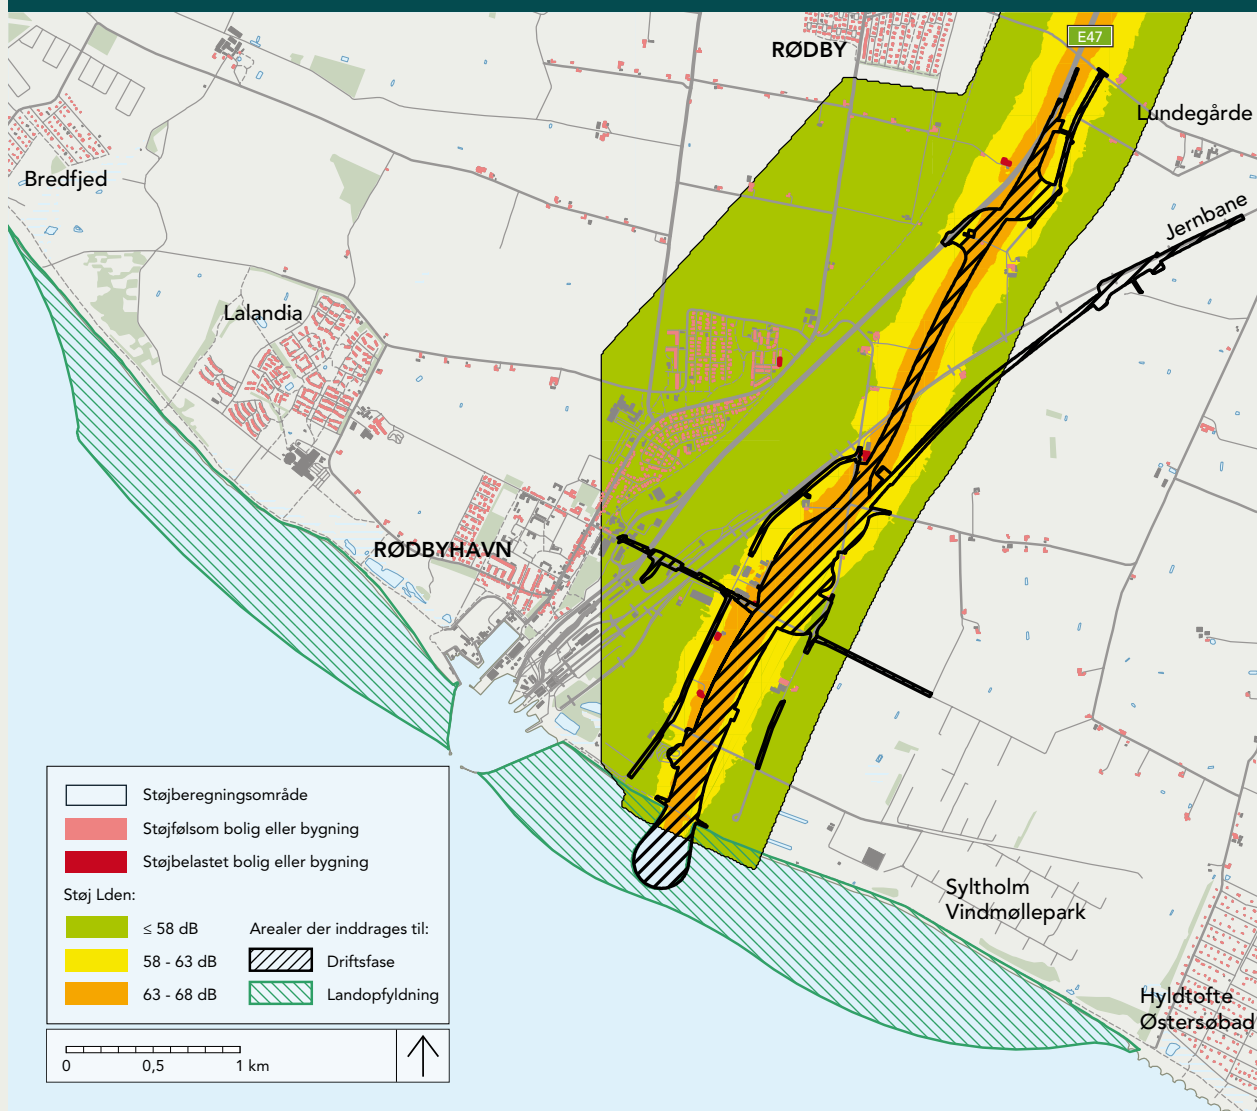 RØDBY
E47
Lundegårde
Bredfjed
Jernbane
Lalandia
RØDBYHAVN
Syltholm
Vindmøllepark
Hyldtofte
Østersøbad
Støjberegningsområde
Støjfølsom bolig eller bygning
Støjbelastet bolig eller bygning
Støj Lden:
≤ 58 dB
58 - 63 dB
63 - 68 dB
Arealer der inddrages til:
Driftsfase
Landopfyldning
0 0,5 1 km